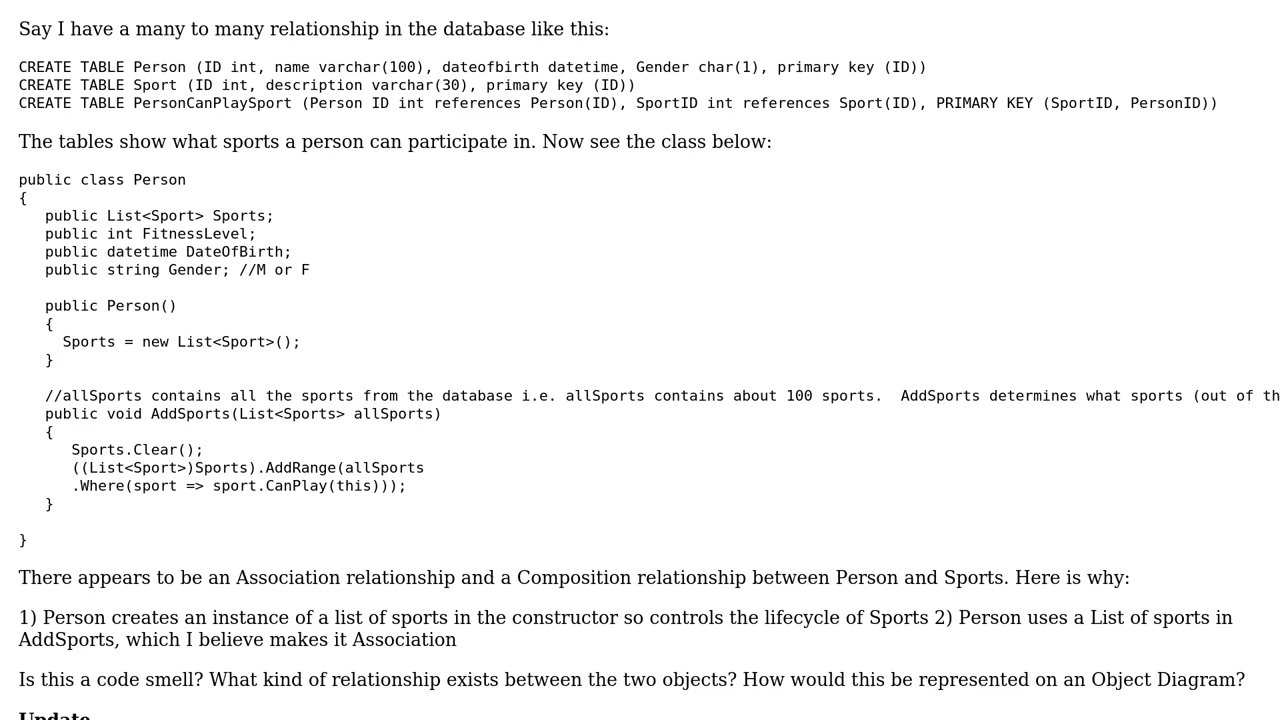 Say I have a many to many relationship in the database like this:
CREATE TABLE Person (ID int, name varchar(100), dateofbirth datetime, Gender char(1), primary key (ID))
CREATE TABLE Sport (ID int, description varchar(30), primary key (ID))
CREATE TABLE PersonCanPlaySport (Person ID int references Person(ID), SportID int references Sport(ID), PRIMARY KEY (SportID, PersonID))
The tables show what sports a person can participate in. Now see the class below:
public class Person
{
   public List<Sport> Sports;
   public int FitnessLevel;
   public datetime DateOfBirth;
   public string Gender; //M or F
   public Person()
   {
     Sports = new List<Sport>();
   }
   //allSports contains all the sports from the database i.e. allSports contains about 100 sports.  AddSports determines what sports (out of th
   public void AddSports(List<Sports> allSports)
   {
      Sports.Clear();
      ((List<Sport>)Sports).AddRange(allSports
      .Where(sport => sport.CanPlay(this)));
   }
}
There appears to be an Association relationship and a Composition relationship between Person and Sports. Here is why:
1) Person creates an instance of a list of sports in the constructor so controls the lifecycle of Sports 2) Person uses a List of sports in
AddSports, which I believe makes it Association
Is this a code smell? What kind of relationship exists between the two objects? How would this be represented on an Object Diagram?
Update